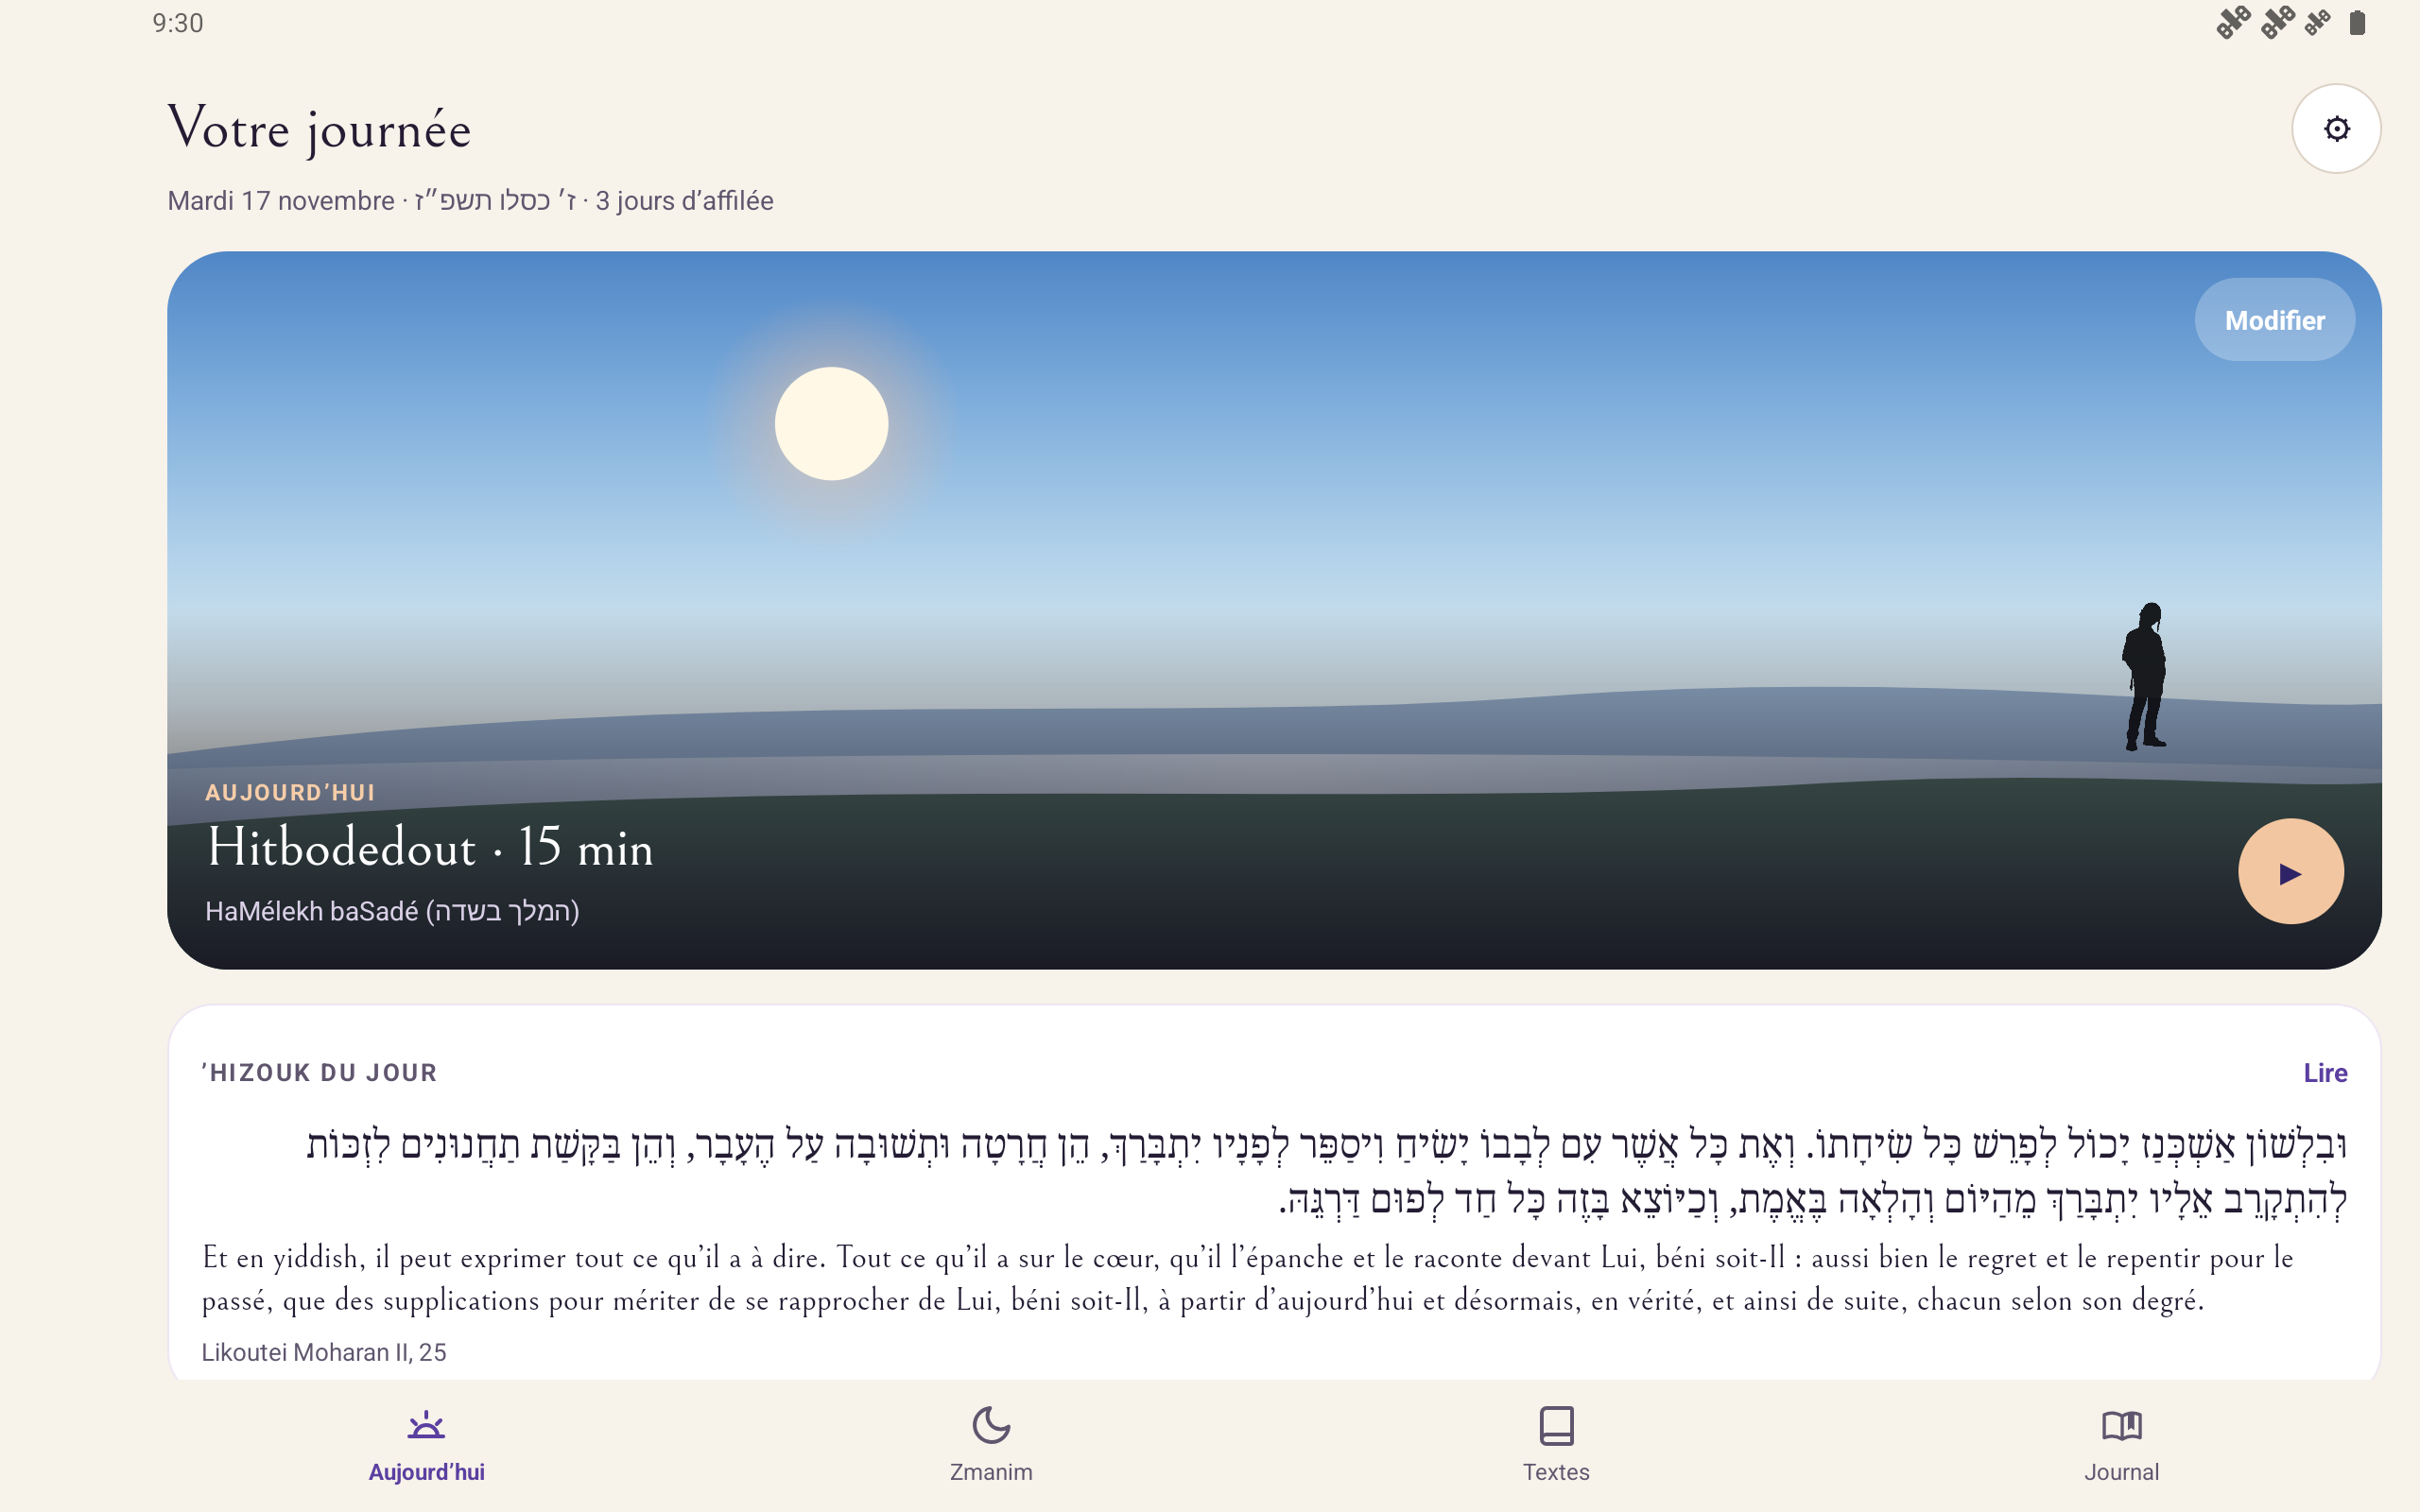 9:30
Votre journée
Mardi 17 novembre · ז׳ כסלו תשפ״ז · 3 jours d’affilée
Modifier
AUJOURD’HUI
Hitbodedout · 15 min
HaMélekh baSadé (המלך בשדה)
’HIZOUK DU JOUR
Lire
וּבִלְשׁוֹן אַשְׁכְּנַז יָכוֹל לְפָרֵשׁ כָּל שִׂיחָתוֹ. וְאֶת כָּל אֲשֶׁר עִם לְבָבוֹ יָשִׂיחַ וִיסַפֵּר לְפָנָיו יִתְבָּרַךְ, הֵן חֲרָטָה וּתְשׁוּבָה עַל הֶעָבָר, וְהֵן בַּקָּשַׁת תַּחֲנוּנִים לִזְכּוֹת
לְהִתְקָרֵב אֵלָיו יִתְבָּרַךְ מֵהַיּוֹם וְהָלְאָה בֶּאֱמֶת, וְכַיּוֹצֵא בָּזֶה כָּל חַד לְפוּם דַּרְגֵּהּ.
Et en yiddish, il peut exprimer tout ce qu’il a à dire. Tout ce qu’il a sur le cœur, qu’il l’épanche et le raconte devant Lui, béni soit-Il : aussi bien le regret et le repentir pour le
passé, que des supplications pour mériter de se rapprocher de Lui, béni soit-Il, à partir d’aujourd’hui et désormais, en vérité, et ainsi de suite, chacun selon son degré.
Likoutei Moharan II, 25
Aujourd’hui
Zmanim
Textes
Journal